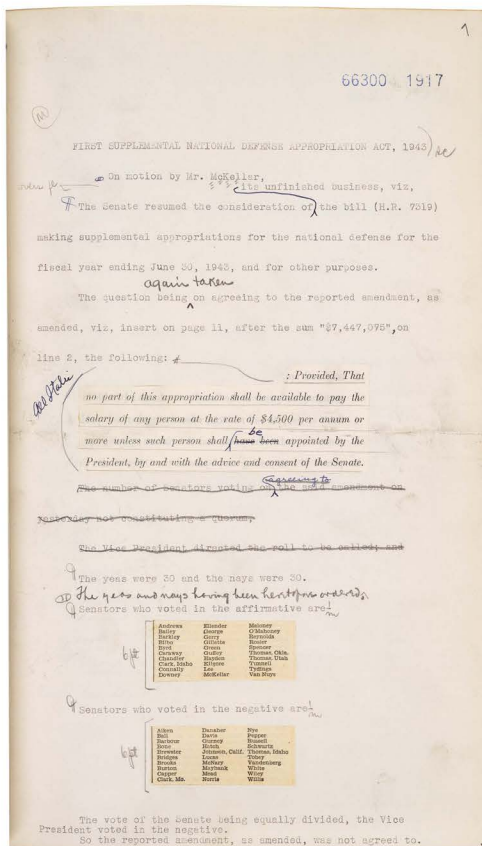 7
66300 1917
M
FIRST SUPPLEMENTAL NATIONAL DEFENSE APPROPRIATION ACT, 1943
On motion by Mr. McKellar,
its unfinished business, viz,
¶ The Senate resumed the consideration of the bill (H.R. 7319)
making supplemental appropriations for the national defense for the
fiscal year ending June 30, 1943, and for other purposes.
again taken
The question being on agreeing to the reported amendment, as
amended, viz, insert on page 11, after the sum "$7,447,075", on
line 2, the following:
: Provided, That
All Italic
no part of this appropriation shall be available to pay the
salary of any person at the rate of $4,500 per annum or
be
more unless such person shall have been appointed by the
President, by and with the advice and consent of the Senate.
agreeing to
The number of Senators voting on the said amendment on
yesterday not constituting a quorum,
The Vice President directed the roll to be called; and
¶ The yeas were 30 and the nays were 30.
The yeas and nays having been heretofore ordered,
¶ Senators who voted in the affirmative are
6 pt
Andrews Ellender Maloney
Bailey George O'Mahoney
Barkley Gerry Reynolds
Bilbo Gillette Rosier
Byrd Green Spencer
Caraway Guffey Thomas, Okla.
Chandler Hayden Thomas, Utah
Clark, Idaho Kilgore Tunnell
Connally Lee Tydings
Downey McKellar Van Nuys
¶ Senators who voted in the negative are
6 pt
Aiken Danaher Nye
Ball Davis Pepper
Barbour Gurney Russell
Bone Hatch Schwartz
Brewster Johnson, Calif. Thomas, Idaho
Bridges Lucas Tobey
Brooks McNary Vandenberg
Burton Maybank White
Capper Mead Wiley
Clark, Mo. Norris Willis
The vote of the Senate being equally divided, the Vice
President voted in the negative.
So the reported amendment, as amended, was not agreed to.